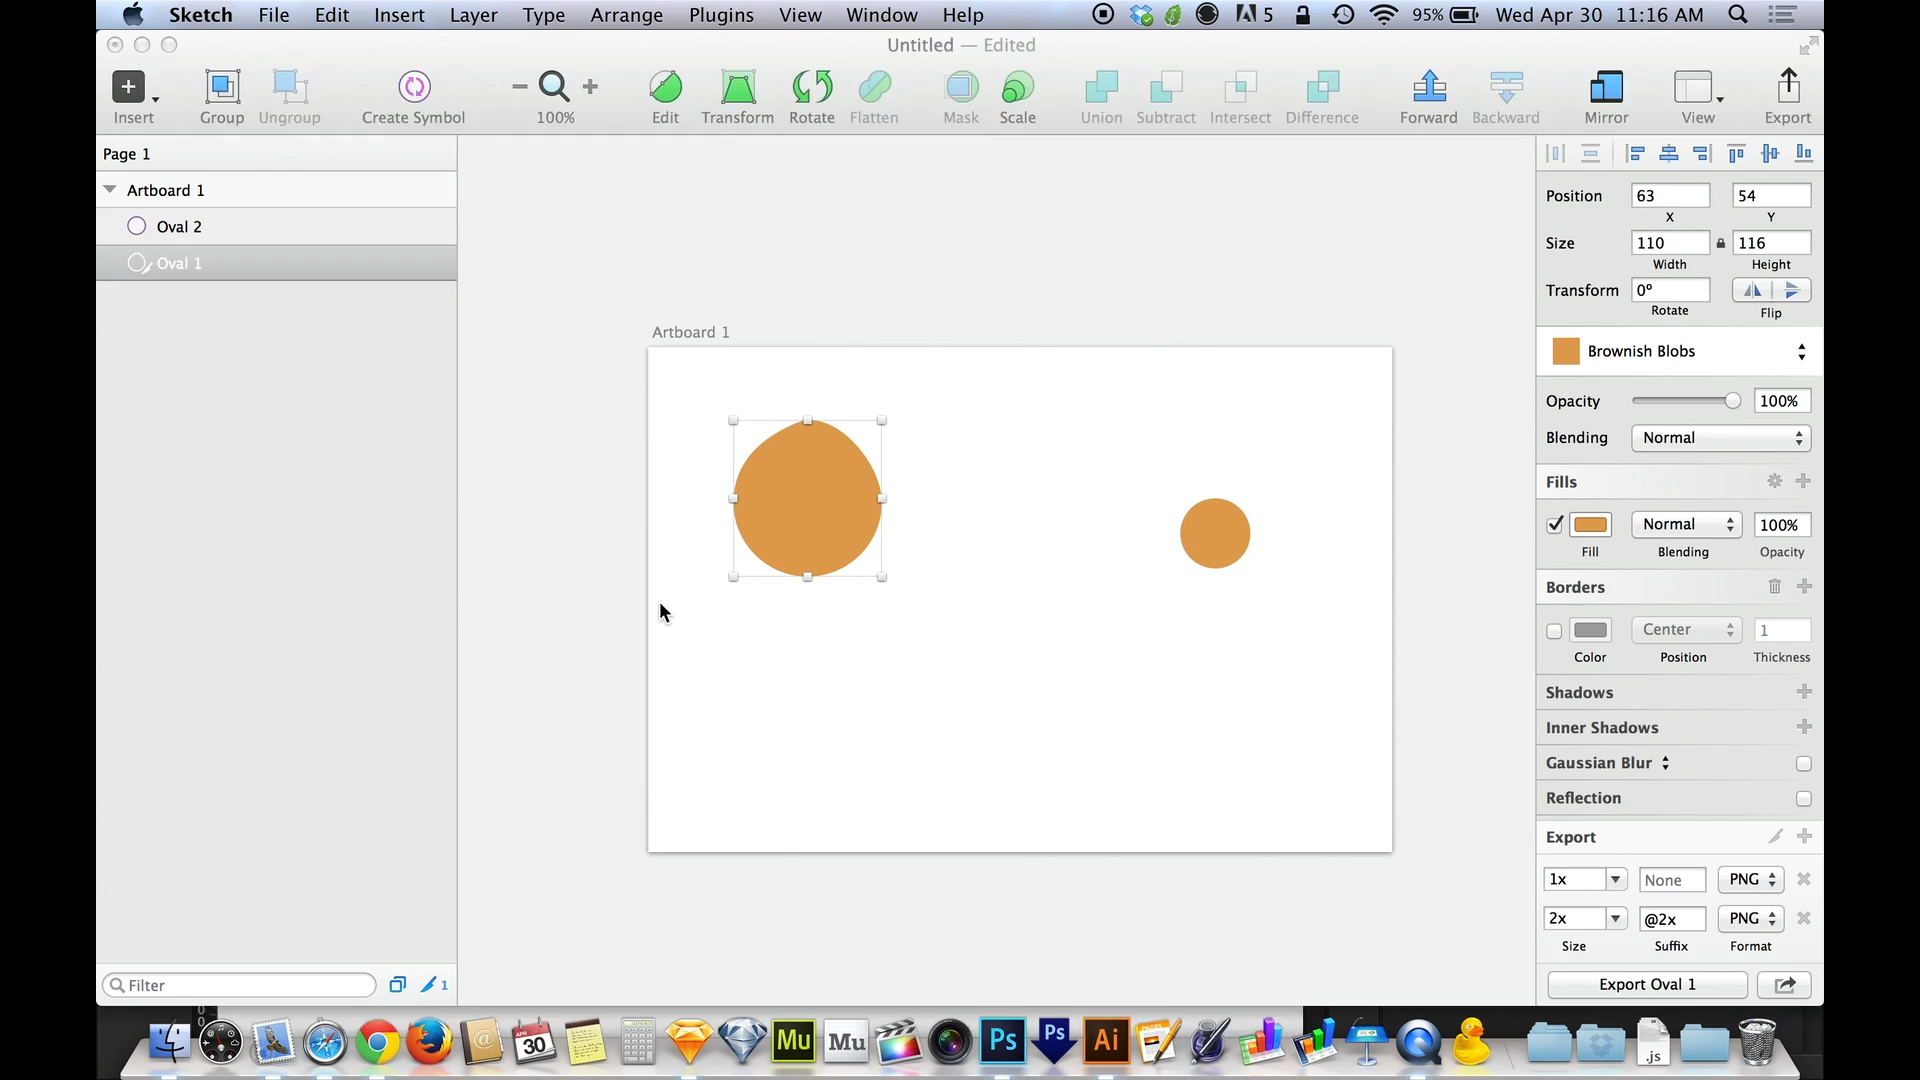 Sketch File Edit Insert Layer Type Arrange Plugins View Window Help 5 95% Wed Apr 30 11:16 AM
Untitled — Edited
Insert Group Ungroup Create Symbol 100% Edit Transform Rotate Flatten Mask Scale Union Subtract Intersect Difference Forward Backward Mirror View Export
Page 1
Artboard 1
Oval 2
Oval 1
Filter
1
Artboard 1
Position 63 54
X Y
Size 110 116
Width Height
Transform 0°
Rotate Flip
Brownish Blobs
Opacity 100%
Blending Normal
Fills
Normal 100%
Fill Blending Opacity
Borders
Center 1
Color Position Thickness
Shadows
Inner Shadows
Gaussian Blur
Reflection
Export
1x None PNG
2x @2x PNG
Size Suffix Format
Export Oval 1
APR
30
Mu Mu Ps Ps Ai PAGES .js